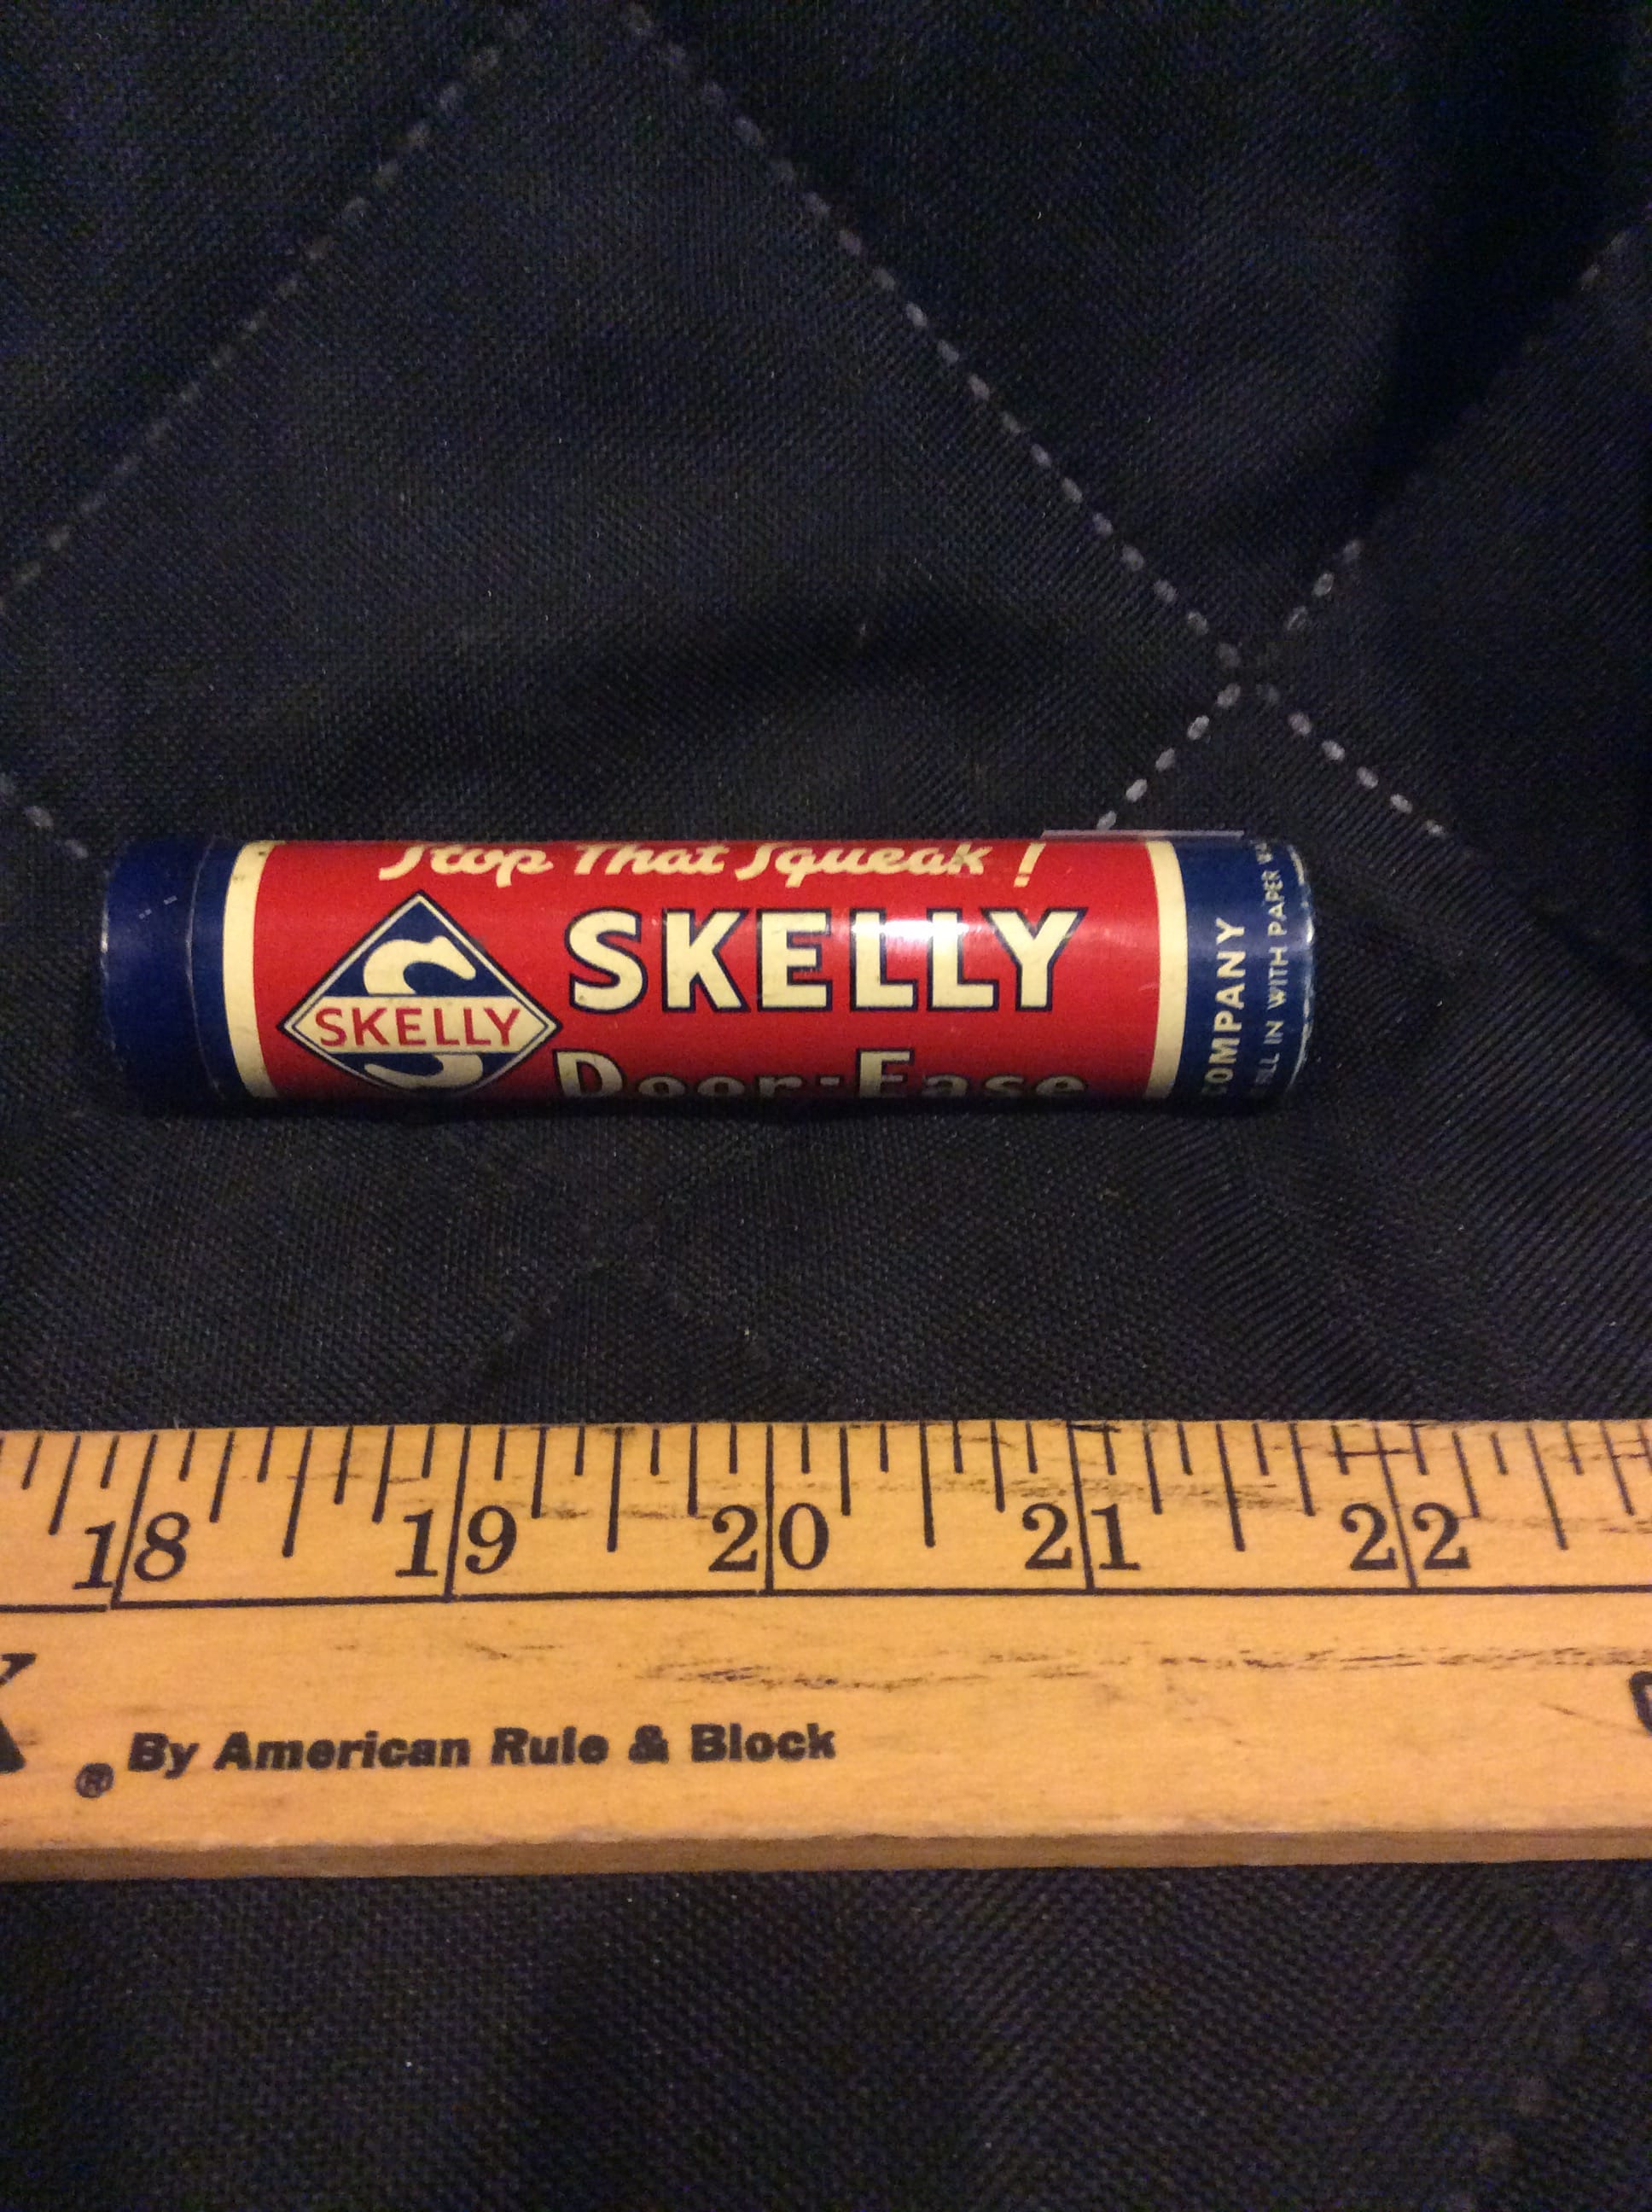 Stop That Squeak!
SKELLY
SKELLY
Door-Ease
COMPANY
IN WITH PAPER
18 19 20 21 22
® By American Rule & Block